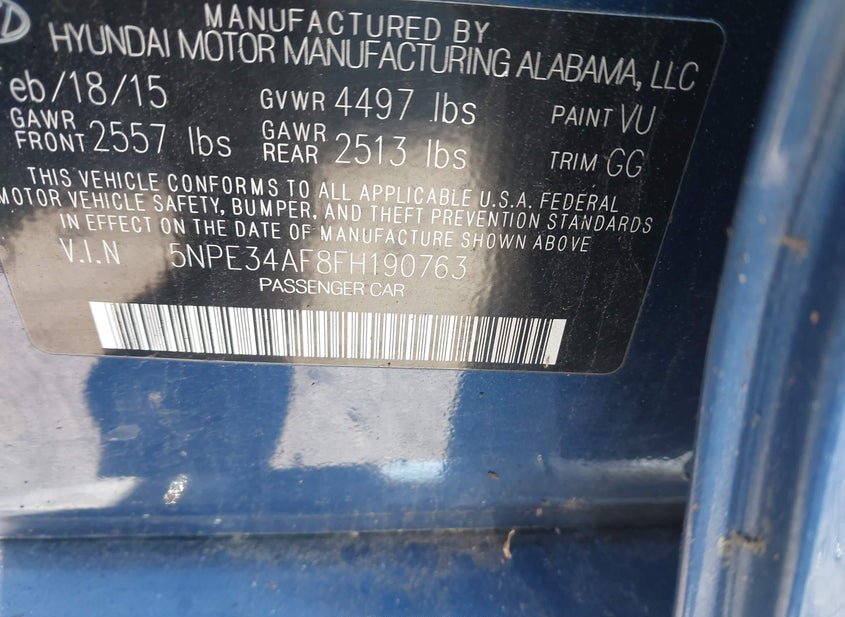 MANUFACTURED BY
HYUNDAI MOTOR MANUFACTURING ALABAMA, LLC
eb/18/15 GVWR 4497 lbs PAINT VU
GAWR FRONT 2557 lbs GAWR REAR 2513 lbs TRIM GG
THIS VEHICLE CONFORMS TO ALL APPLICABLE U.S.A. FEDERAL
MOTOR VEHICLE SAFETY, BUMPER, AND THEFT PREVENTION STANDARDS
IN EFFECT ON THE DATE OF MANUFACTURE SHOWN ABOVE
V.I.N 5NPE34AF8FH190763
PASSENGER CAR